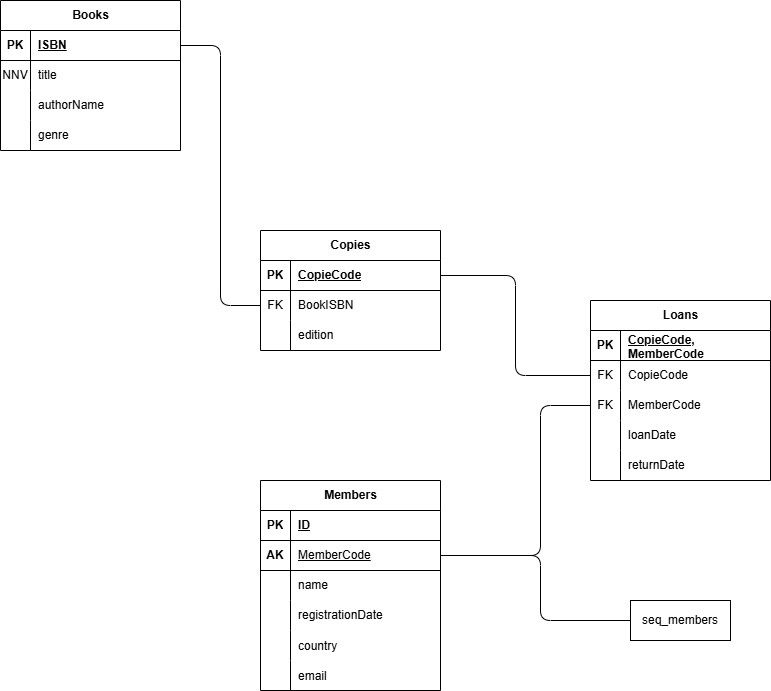 Books
PK ISBN
NNV title
authorName
genre
Copies
PK CopieCode
FK BookISBN
edition
Loans
PK CopieCode,
MemberCode
FK CopieCode
FK MemberCode
loanDate
returnDate
Members
PK ID
AK MemberCode
name
registrationDate
country
email
seq_members